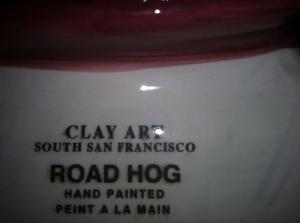 CLAY ART
SOUTH SAN FRANCISCO
ROAD HOG
HAND PAINTED
PEINT A LA MAIN